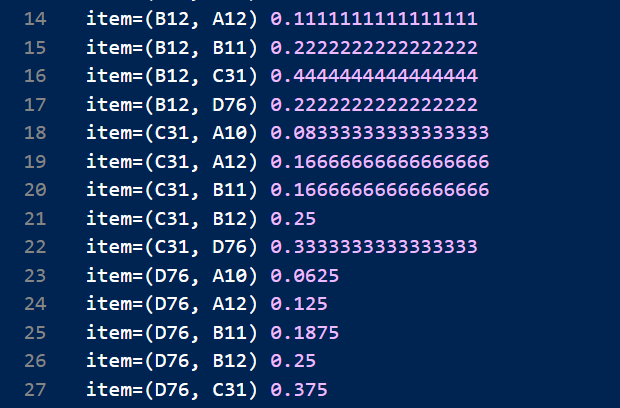 14 item=(B12, A12) 0.1111111111111111
15 item=(B12, B11) 0.2222222222222222
16 item=(B12, C31) 0.4444444444444444
17 item=(B12, D76) 0.2222222222222222
18 item=(C31, A10) 0.08333333333333333
19 item=(C31, A12) 0.16666666666666666
20 item=(C31, B11) 0.16666666666666666
21 item=(C31, B12) 0.25
22 item=(C31, D76) 0.3333333333333333
23 item=(D76, A10) 0.0625
24 item=(D76, A12) 0.125
25 item=(D76, B11) 0.1875
26 item=(D76, B12) 0.25
27 item=(D76, C31) 0.375